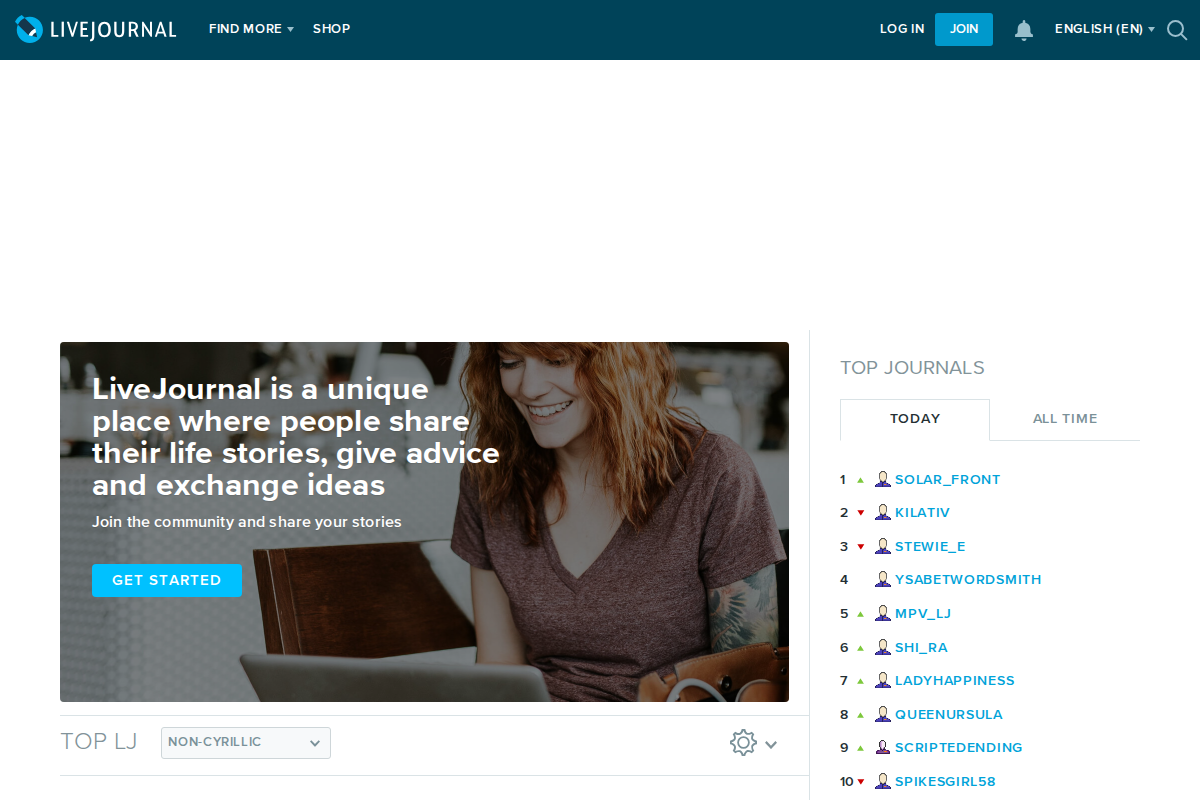 LIVEJOURNAL
FIND MORE
SHOP
LOG IN
JOIN
ENGLISH (EN)
LiveJournal is a unique
place where people share
their life stories, give advice
and exchange ideas
Join the community and share your stories
GET STARTED
TOP LJ
NON-CYRILLIC
TOP JOURNALS
TODAY
ALL TIME
1 SOLAR_FRONT
2 KILATIV
3 STEWIE_E
4 YSABETWORDSMITH
5 MPV_LJ
6 SHI_RA
7 LADYHAPPINESS
8 QUEENURSULA
9 SCRIPTEDENDING
10 SPIKESGIRL58